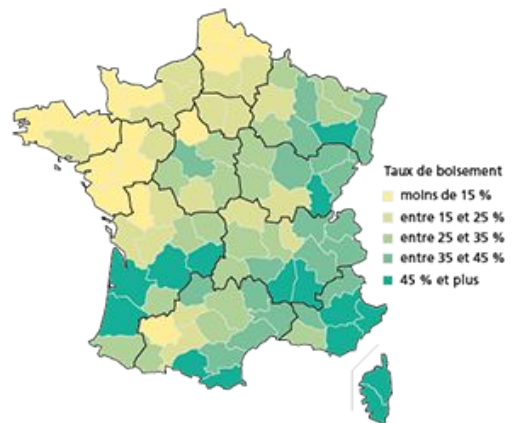 Taux de boisement
moins de 15 %
entre 15 et 25 %
entre 25 et 35 %
entre 35 et 45 %
45 % et plus